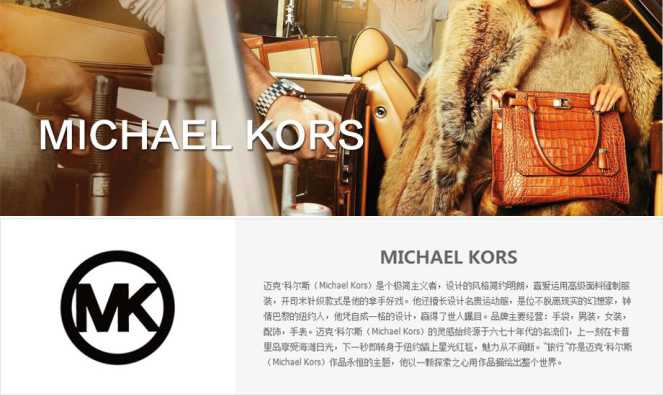 MICHAEL KORS
MK
MICHAEL KORS
迈克·科尔斯（Michael Kors）是个极简主义者，设计的风格简约明朗，喜爱运用高级面料缝制服
装，开司米针织款式是他的拿手好戏。他还擅长设计名贵运动服，是位不脱离现实的幻想家，钟
情巴黎的纽约人，他凭自成一格的设计，赢得了世人瞩目。品牌主要经营：手袋，男装，女装，
配饰，手表。迈克·科尔斯（Michael Kors）的灵感始终源于六七十年代的名流们，上一刻在卡普
里岛享受海滩日光，下一秒即转身于纽约踏上星光红毯，魅力从不间断。“旅行”亦是迈克·科尔斯
（Michael Kors）作品永恒的主题，他以一颗探索之心用作品描绘出整个世界。